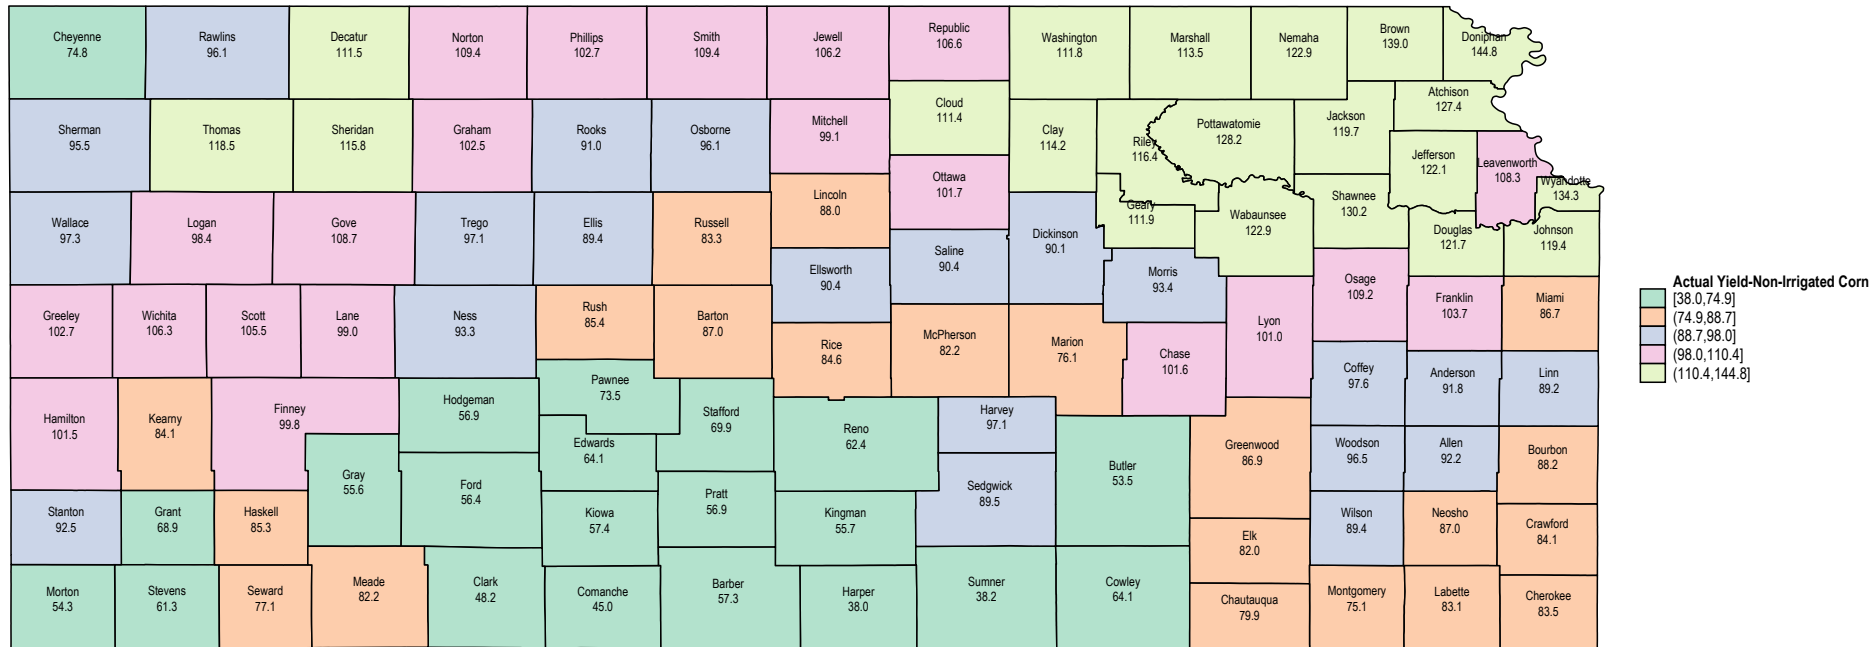 Cheyenne
74.8
Rawlins
96.1
Decatur
111.5
Norton
109.4
Phillips
102.7
Smith
109.4
Jewell
106.2
Republic
106.6
Washington
111.8
Marshall
113.5
Nemaha
122.9
Brown
139.0
Doniphan
144.8
Sherman
95.5
Thomas
118.5
Sheridan
115.8
Graham
102.5
Rooks
91.0
Osborne
96.1
Mitchell
99.1
Cloud
111.4
Clay
114.2
Riley
116.4
Pottawatomie
128.2
Jackson
119.7
Atchison
127.4
Jefferson
122.1
Leavenworth
108.3
Wyandotte
134.3
Wallace
97.3
Logan
98.4
Gove
108.7
Trego
97.1
Ellis
89.4
Russell
83.3
Lincoln
88.0
Ottawa
101.7
Saline
90.4
Dickinson
90.1
Geary
111.9
Wabaunsee
122.9
Shawnee
130.2
Douglas
121.7
Johnson
119.4
Ellsworth
90.4
Morris
93.4
Osage
109.2
Franklin
103.7
Miami
86.7
Greeley
102.7
Wichita
106.3
Scott
105.5
Lane
99.0
Ness
93.3
Rush
85.4
Barton
87.0
Rice
84.6
McPherson
82.2
Marion
76.1
Chase
101.6
Lyon
101.0
Coffey
97.6
Anderson
91.8
Linn
89.2
Hamilton
101.5
Kearny
84.1
Finney
99.8
Hodgeman
56.9
Pawnee
73.5
Stafford
69.9
Edwards
64.1
Reno
62.4
Harvey
97.1
Butler
53.5
Greenwood
86.9
Woodson
96.5
Allen
92.2
Bourbon
88.2
Gray
55.6
Ford
56.4
Kiowa
57.4
Pratt
56.9
Kingman
55.7
Sedgwick
89.5
Elk
82.0
Wilson
89.4
Neosho
87.0
Crawford
84.1
Stanton
92.5
Grant
68.9
Haskell
85.3
Morton
54.3
Stevens
61.3
Seward
77.1
Meade
82.2
Clark
48.2
Comanche
45.0
Barber
57.3
Harper
38.0
Sumner
38.2
Cowley
64.1
Chautauqua
79.9
Montgomery
75.1
Labette
83.1
Cherokee
83.5
Actual Yield-Non-Irrigated Corn
[38.0,74.9]
(74.9,88.7]
(88.7,98.0]
(98.0,110.4]
(110.4,144.8]